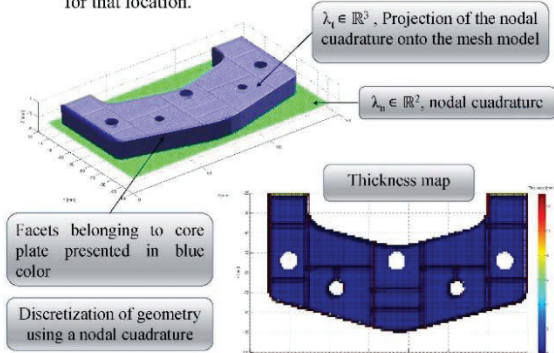 for that location.
λₜ ∈ ℝ³ , Projection of the nodal
cuadrature onto the mesh model
λₙ ∈ ℝ², nodal cuadrature
Thickness map
Facets belonging to core
plate presented in blue
color
Discretization of geometry
using a nodal cuadrature